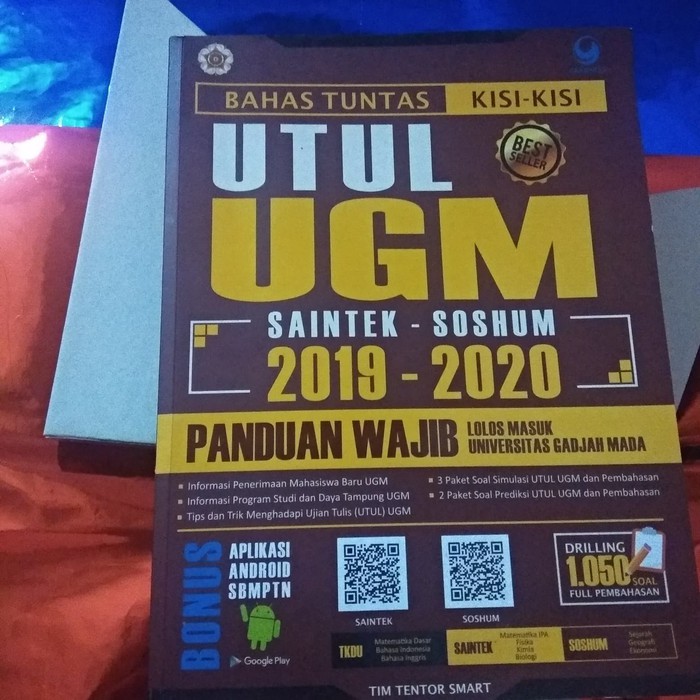 BAHAS TUNTAS KISI-KISI
UTUL
BEST
SELLER
UGM
SAINTEK - SOSHUM
2019 - 2020
PANDUAN WAJIB
LOLOS MASUK
UNIVERSITAS GADJAH MADA
Informasi Penerimaan Mahasiswa Baru UGM
Informasi Program Studi dan Daya Tampung UGM
Tips dan Trik Menghadapi Ujian Tulis (UTUL) UGM
3 Paket Soal Simulasi UTUL UGM dan Pembahasan
2 Paket Soal Prediksi UTUL UGM dan Pembahasan
BONUS
APLIKASI
ANDROID
SBMPTN
Google Play
SAINTEK
SOSHUM
DRILLING
1.050 SOAL
FULL PEMBAHASAN
TKDU
Matematika Dasar
Bahasa Indonesia
Bahasa Inggris
SAINTEK
Matematika IPA
Fisika
Kimia
Biologi
SOSHUM
Sejarah
Geografi
Ekonomi
TIM TENTOR SMART